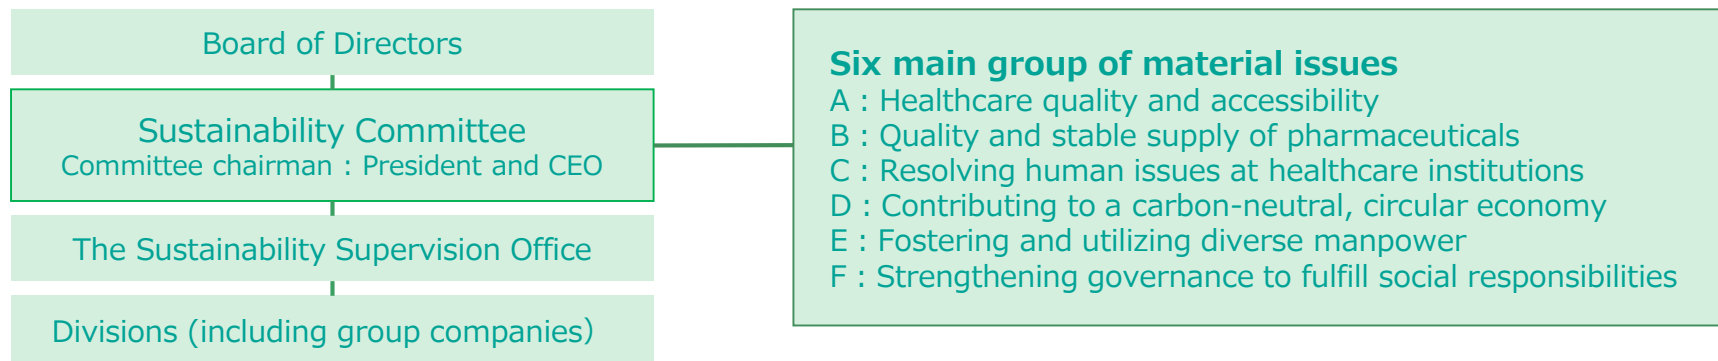 Board of Directors
Sustainability Committee
Committee chairman : President and CEO
The Sustainability Supervision Office
Divisions (including group companies）
Six main group of material issues
A : Healthcare quality and accessibility
B : Quality and stable supply of pharmaceuticals
C : Resolving human issues at healthcare institutions
D : Contributing to a carbon-neutral, circular economy
E : Fostering and utilizing diverse manpower
F : Strengthening governance to fulfill social responsibilities